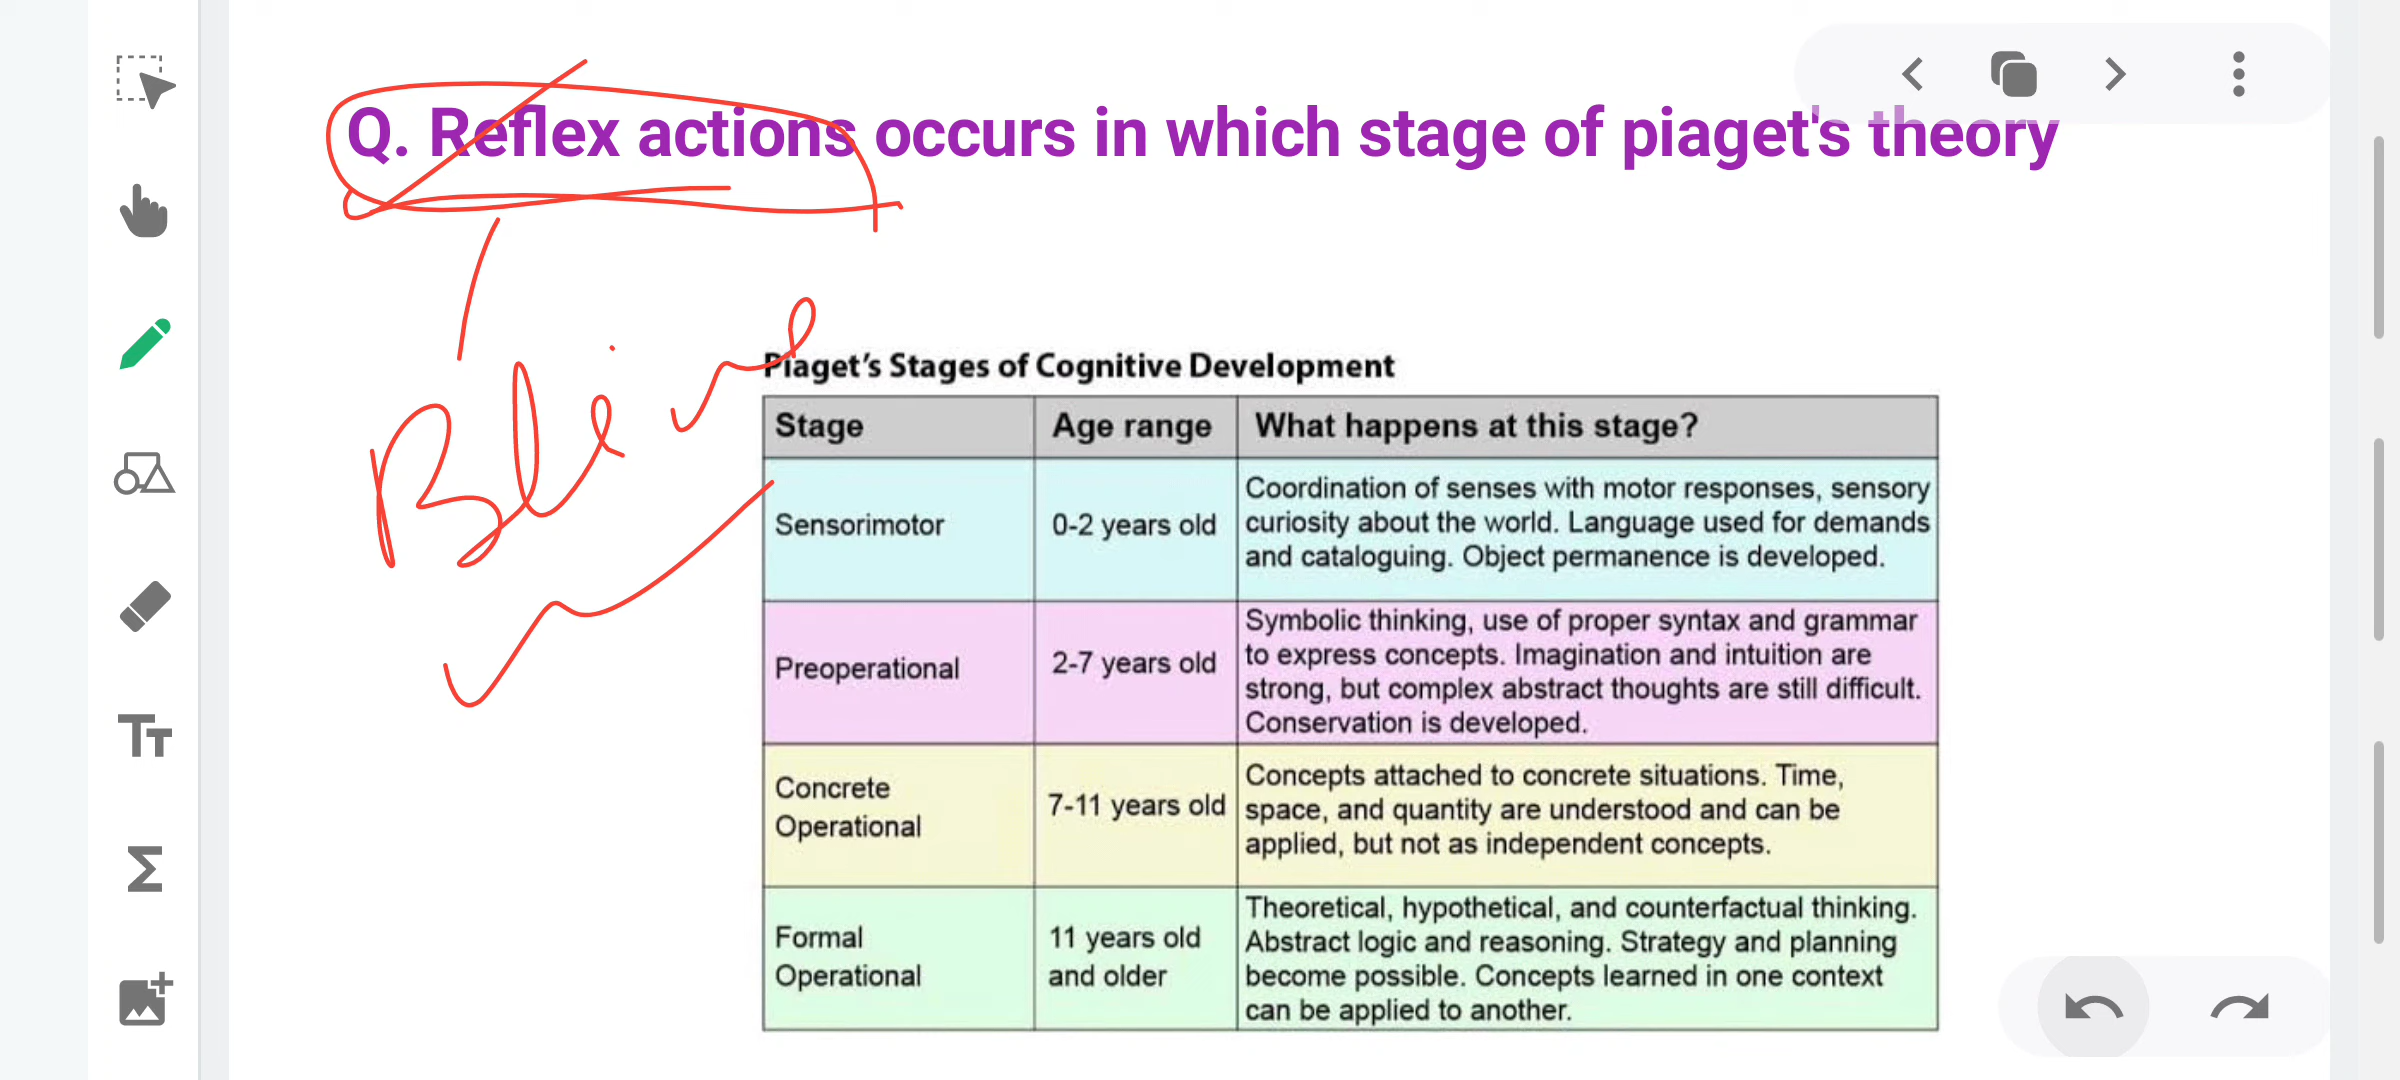 Q. Reflex actions occurs in which stage of piaget's theory
Piaget's Stages of Cognitive Development
Stage Age range What happens at this stage?
Sensorimotor 0-2 years old Coordination of senses with motor responses, sensory
curiosity about the world. Language used for demands
and cataloguing. Object permanence is developed.
Preoperational 2-7 years old Symbolic thinking, use of proper syntax and grammar
to express concepts. Imagination and intuition are
strong, but complex abstract thoughts are still difficult.
Conservation is developed.
Concrete
Operational 7-11 years old Concepts attached to concrete situations. Time,
space, and quantity are understood and can be
applied, but not as independent concepts.
Formal
Operational 11 years old
and older Theoretical, hypothetical, and counterfactual thinking.
Abstract logic and reasoning. Strategy and planning
become possible. Concepts learned in one context
can be applied to another.